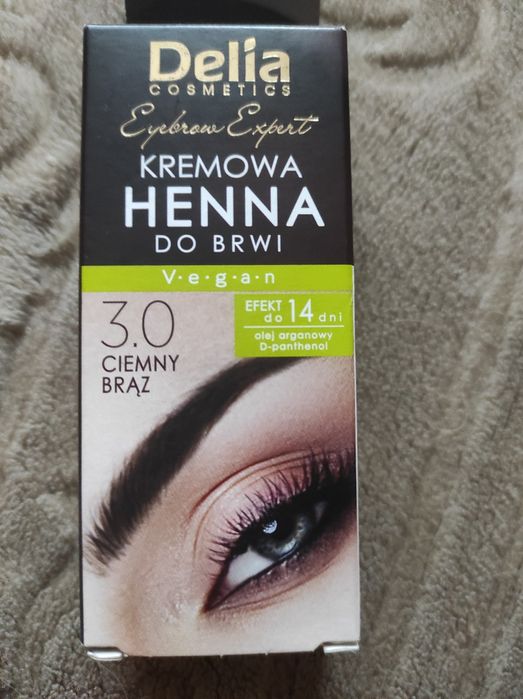 Delia
COSMETICS
Eyebrow Expert
KREMOWA
HENNA
DO BRWI
V·e·g·a·n
3.0
CIEMNY
BRĄZ
EFEKT
do 14 dni
olej arganowy
D-panthenol